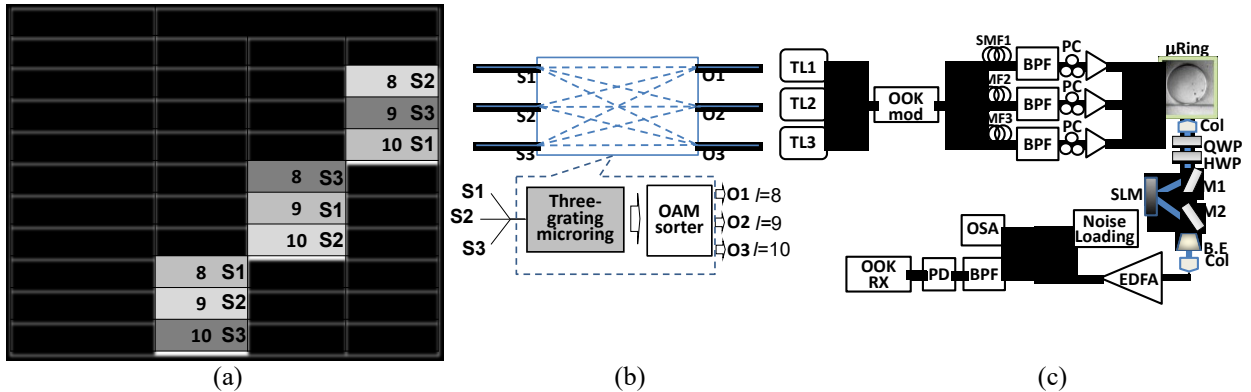 8 S2
9 S3
10 S1
8 S3
9 S1
10 S2
8 S1
9 S2
10 S3
(a)
S1 O1
S2 O2
S3 O3
S1
S2
S3
Three-
grating
microring
OAM
sorter
O1 l=8
O2 l=9
O3 l=10
(b)
TL1
TL2
TL3
OOK
mod
SMF1
MF2
MF3
BPF
BPF
BPF
PC
PC
PC
µRing
Col
QWP
HWP
SLM
M1
M2
B.E
Col
OSA
Noise
Loading
OOK
RX
PD
BPF
EDFA
(c)